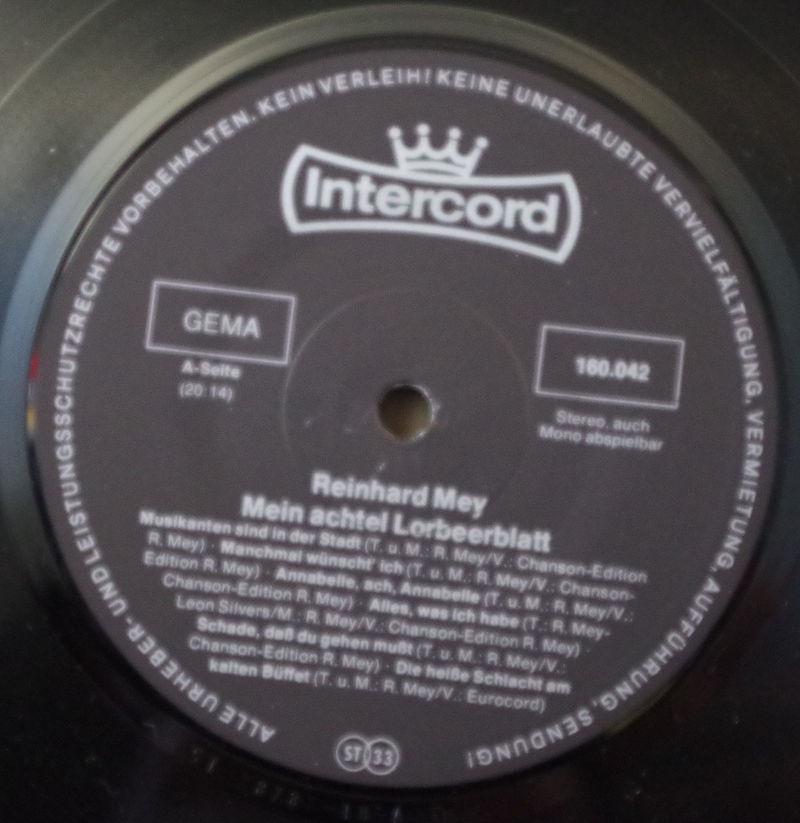 ALLE URHEBER- UND LEISTUNGSSCHUTZRECHTE VORBEHALTEN. KEIN VERLEIH! KEINE UNERLAUBTE VERVIELFÄLTIGUNG, VERMIETUNG, AUFFÜHRUNG, SENDUNG!
Intercord
GEMA
A-Seite
(20:14)
160.042
Stereo, auch
Mono abspielbar
Reinhard Mey
Mein achtel Lorbeerblatt
Musikanten sind in der Stadt (T. u. M.: R. Mey/V.: Chanson-Edition
R. Mey) · Manchmal wünscht' ich (T. u. M.: R. Mey/V.: Chanson-
Edition R. Mey) · Annabelle, ach, Annabelle (T. u. M.: R. Mey/V.:
Chanson-Edition R. Mey) · Alles, was ich habe (T.: R. Mey-
Leon Silvers/M.: R. Mey/V.: Chanson-Edition R. Mey) ·
Schade, daß du gehen mußt (T. u. M.: R. Mey/V.:
Chanson-Edition R. Mey) · Die heiße Schlacht am
kalten Büffet (T. u. M.: R. Mey/V.: Eurocord)
ST 33